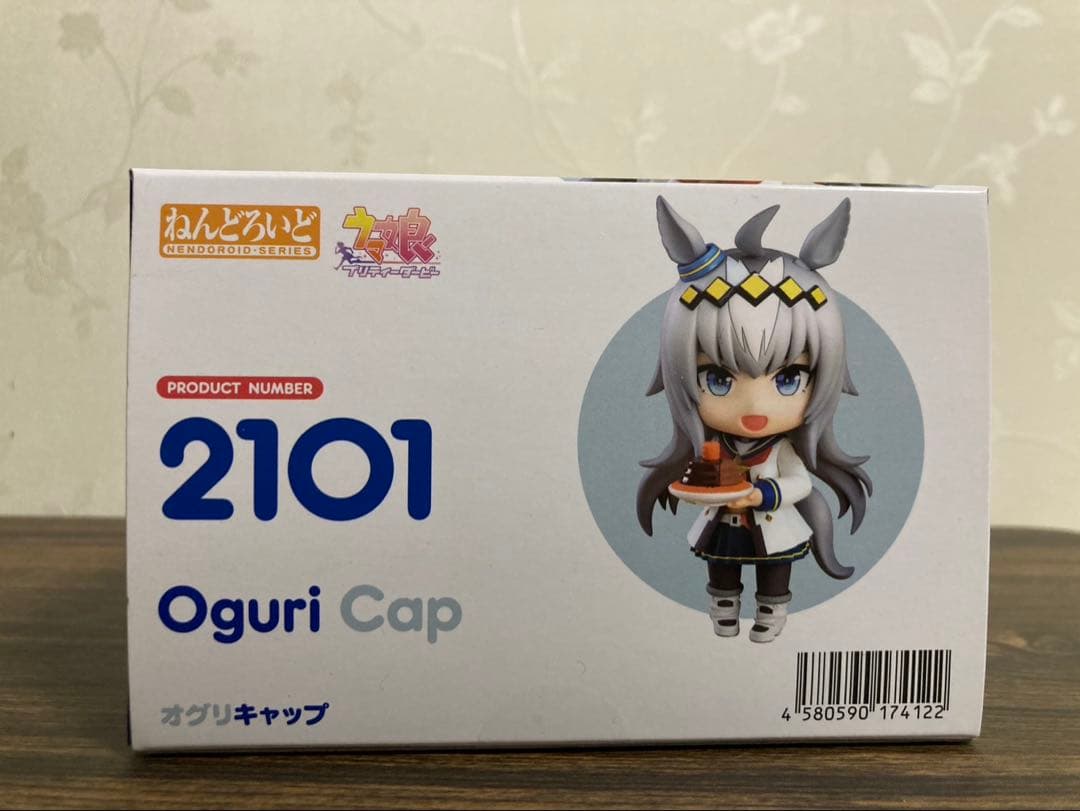 ねんどろいど
NENDOROID·SERIES
ウマ娘
プリティーダービー
PRODUCT NUMBER
2101
Oguri Cap
オグリキャップ
4 580590 174122